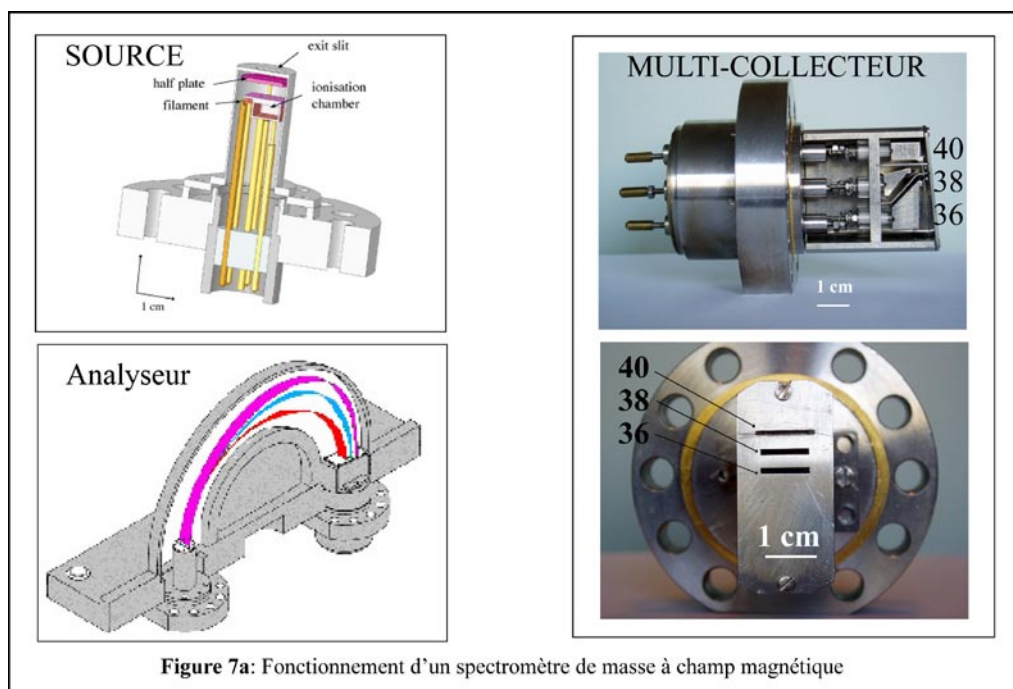 SOURCE
exit slit
half plate
ionisation
chamber
filament
1 cm
Analyseur
MULTI-COLLECTEUR
40
38
36
1 cm
40
38
36
1 cm
Figure 7a: Fonctionnement d'un spectromètre de masse à champ magnétique